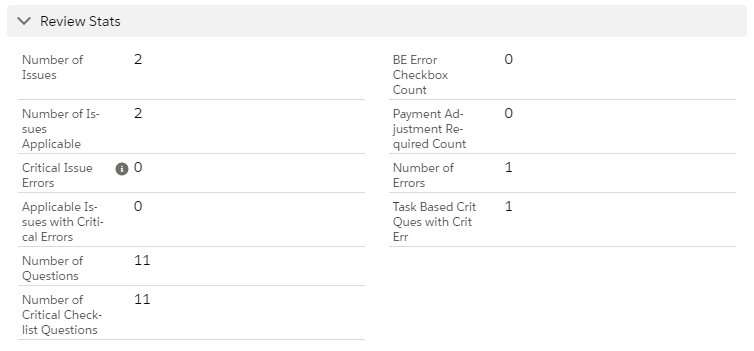 Review Stats
Number of
Issues
2
Number of Is-
sues
Applicable
2
Critical Issue
Errors
0
Applicable Is-
sues with Criti-
cal Errors
0
Number of
Questions
11
Number of
Critical Check-
list Questions
11
BE Error
Checkbox
Count
0
Payment Ad-
justment Re-
quired Count
0
Number of
Errors
1
Task Based Crit
Ques with Crit
Err
1